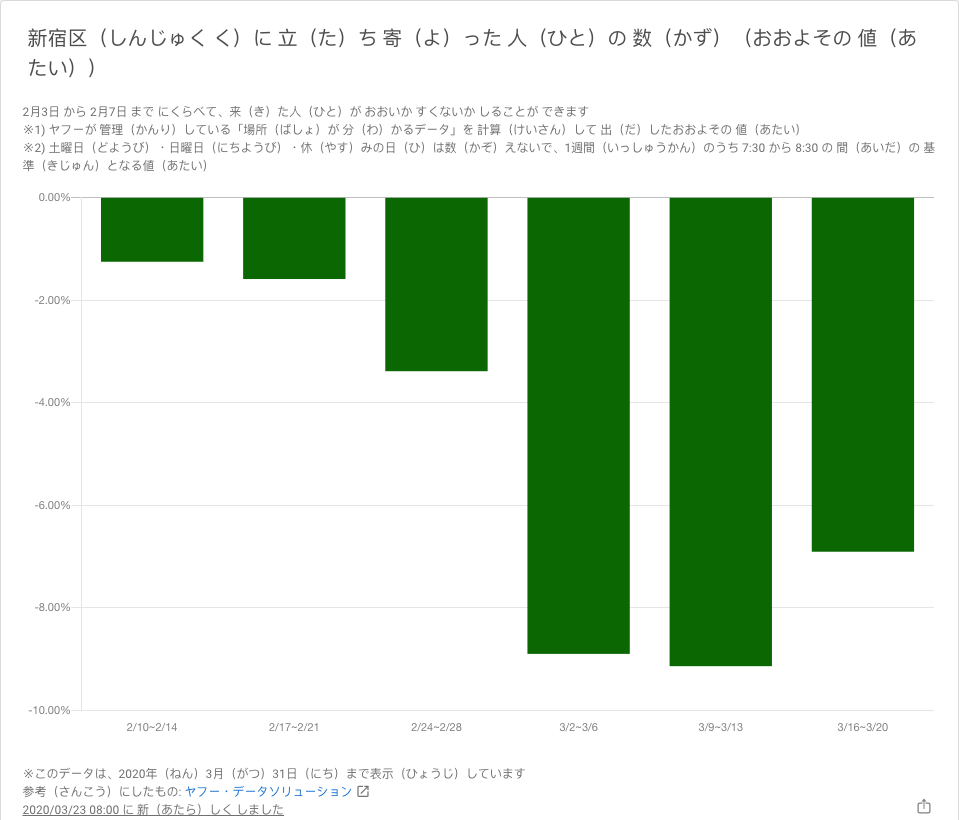 新宿区（しんじゅく く）に 立（た）ち 寄（よ）った 人（ひと）の 数（かず）（おおよその 値（あ
たい））
2月3日 から 2月7日 まで にくらべて、来（き）た人（ひと）が おおいか すくないか しることが できます
※1) ヤフーが 管理（かんり）している「場所（ばしょ）が 分（わ）かるデータ」を 計算（けいさん）して 出（だ）したおおよその 値（あたい）
※2) 土曜日（どようび）・日曜日（にちようび）・休（やす）みの日（ひ）は数（かぞ）えないで、1週間（いっしゅうかん）のうち 7:30 から 8:30 の 間（あいだ）の 基
準（きじゅん）となる値（あたい）
0.00%
-2.00%
-4.00%
-6.00%
-8.00%
-10.00%
2/10~2/14 2/17~2/21 2/24~2/28 3/2~3/6 3/9~3/13 3/16~3/20
※このデータは、2020年（ねん）3月（がつ）31日（にち）まで表示（ひょうじ）しています
参考（さんこう）にしたもの: ヤフー・データソリューション
2020/03/23 08:00 に 新（あたら）しく しました